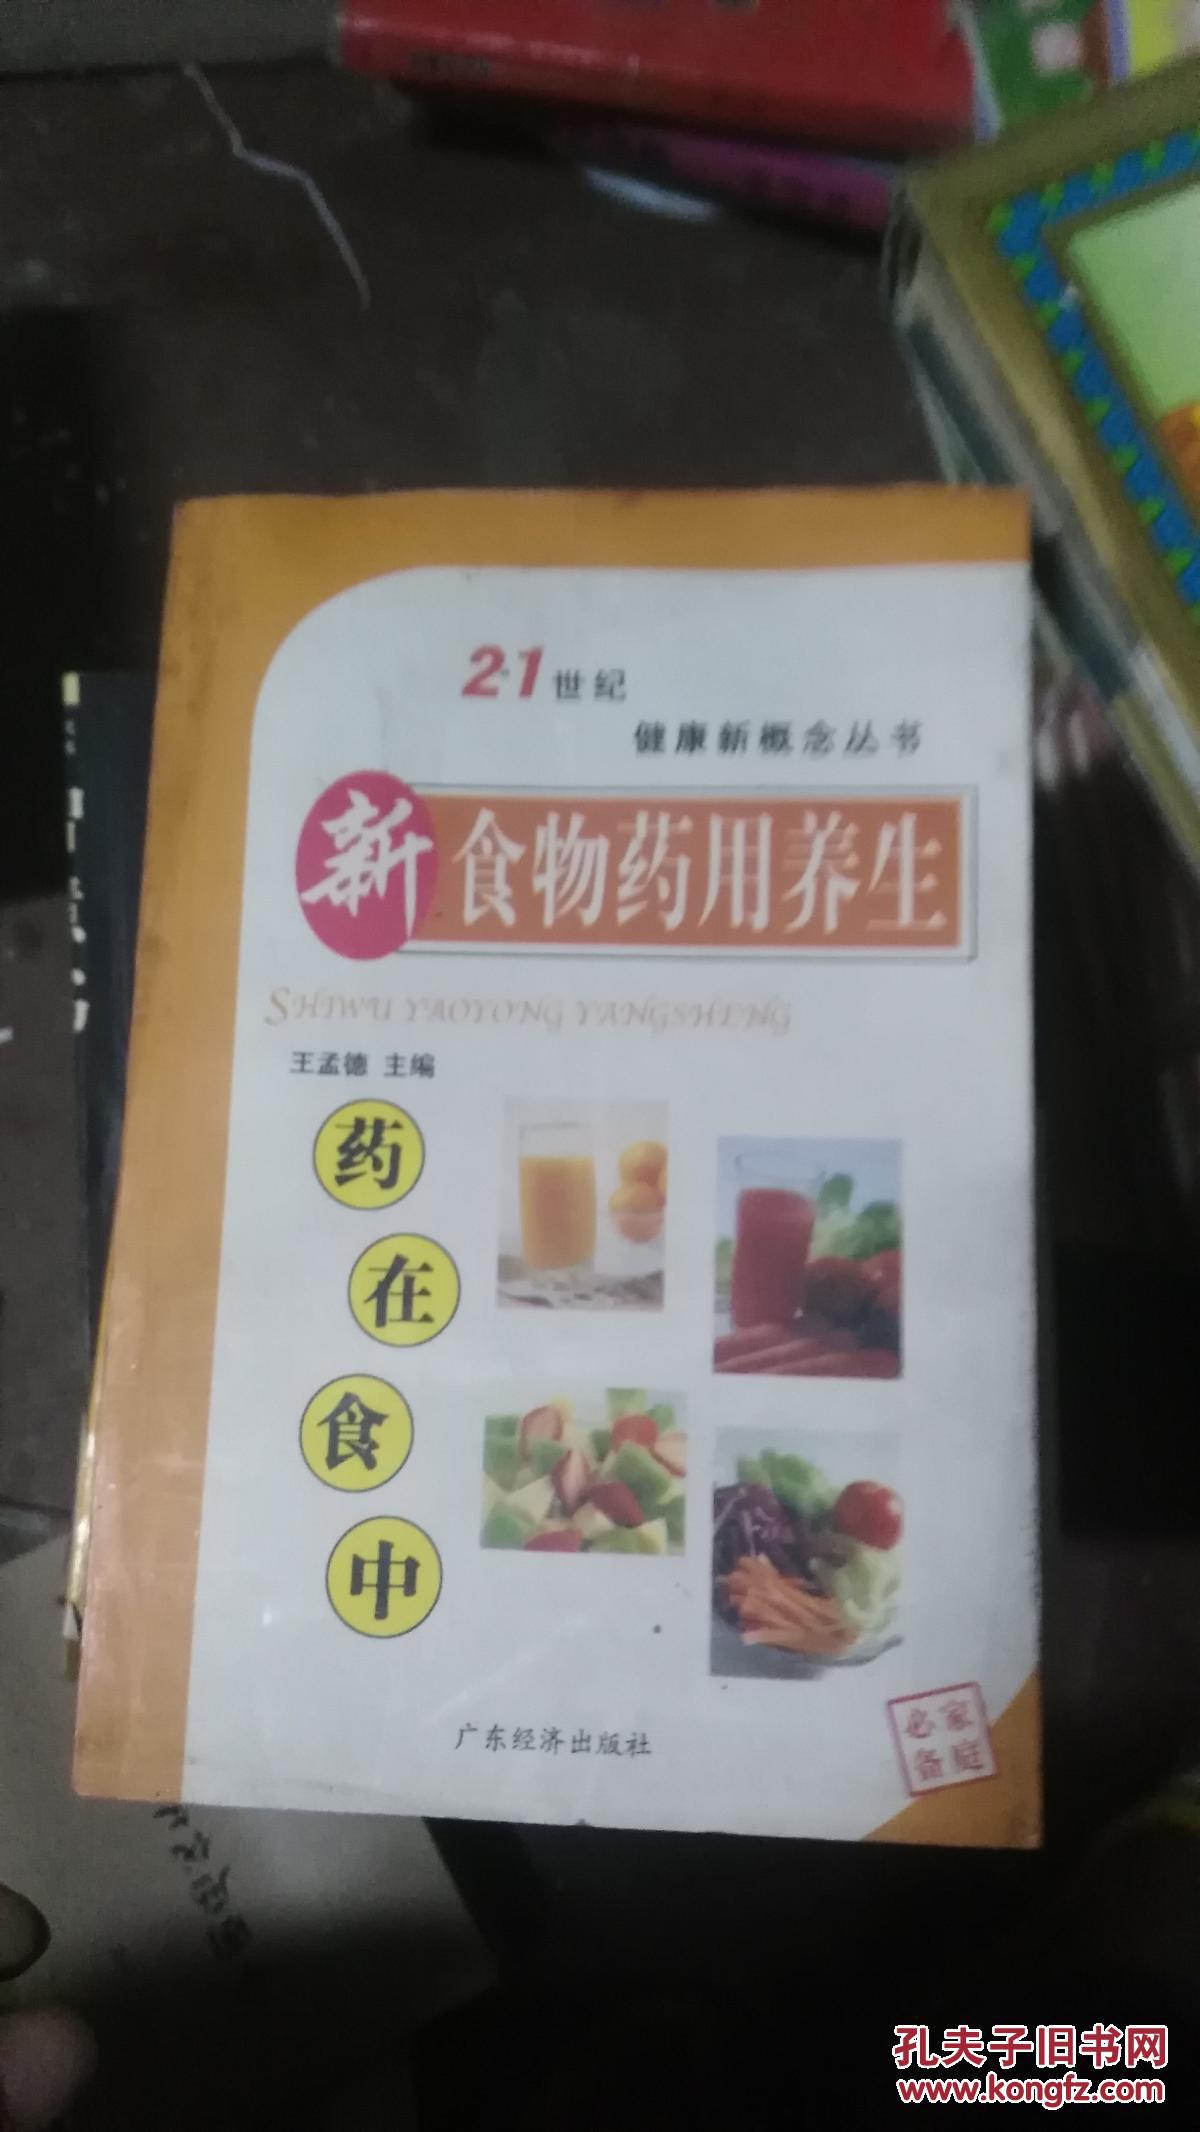 21世纪
健康新概念丛书
新食物药用养生
SHIWU YAOYONG YANGSHENG
王孟德 主编
药
在
食
中
广东经济出版社
必家
备庭
孔夫子旧书网
www.kongfz.com